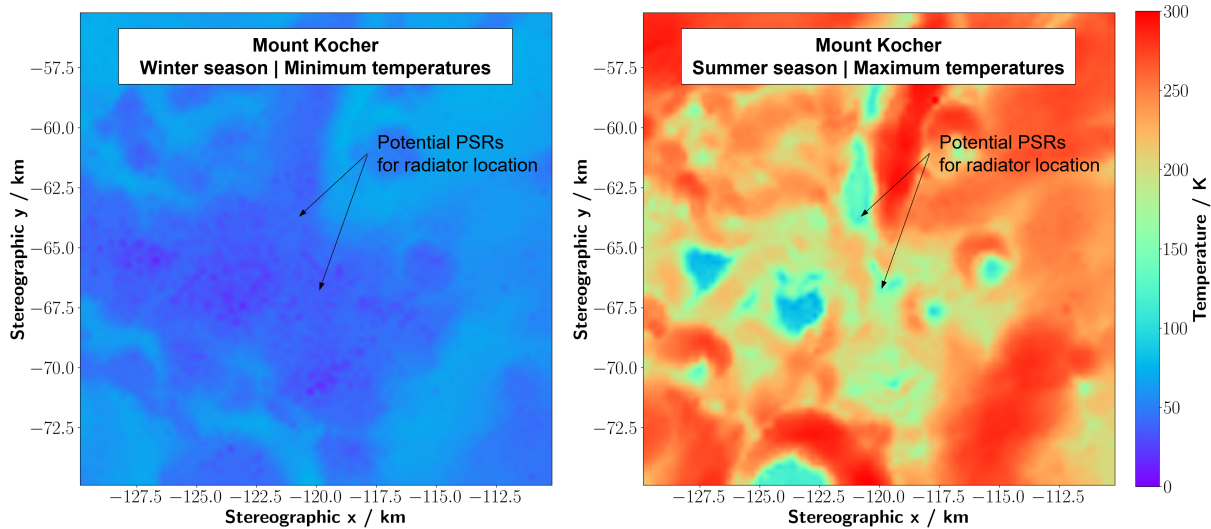 Mount Kocher
Winter season | Minimum temperatures
Potential PSRs
for radiator location
−57.5
−60.0
−62.5
−65.0
−67.5
−70.0
−72.5
Stereographic y / km
−127.5 −125.0 −122.5 −120.0 −117.5 −115.0 −112.5
Stereographic x / km
Mount Kocher
Summer season | Maximum temperatures
Potential PSRs
for radiator location
−57.5
−60.0
−62.5
−65.0
−67.5
−70.0
−72.5
Stereographic y / km
−127.5 −125.0 −122.5 −120.0 −117.5 −115.0 −112.5
Stereographic x / km
300
250
200
150
100
50
0
Temperature / K